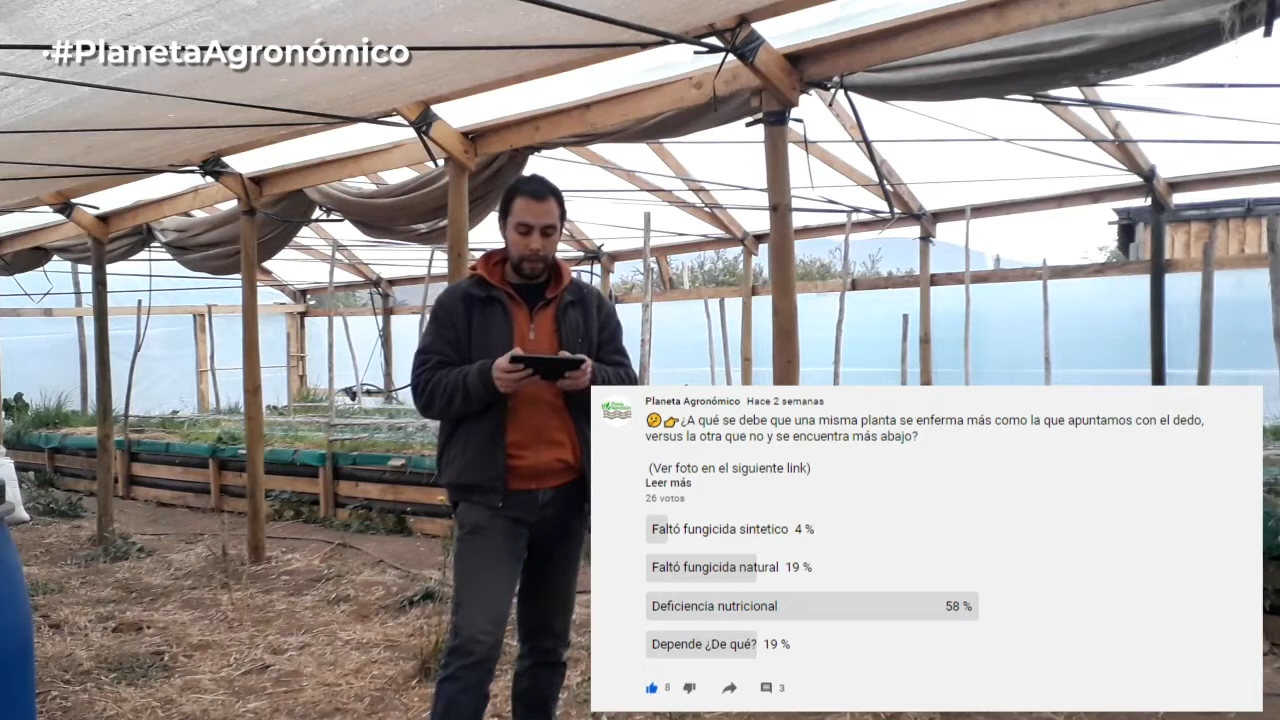 #PlanetaAgronómico
Planeta Agronómico Hace 2 semanas
😕👉¿A qué se debe que una misma planta se enferma más como la que apuntamos con el dedo,
versus la otra que no y se encuentra más abajo?
(Ver foto en el siguiente link)
Leer más
26 votos
Faltó fungicida sintetico 4 %
Faltó fungicida natural 19 %
Deficiencia nutricional 58 %
Depende ¿De qué? 19 %
8 3